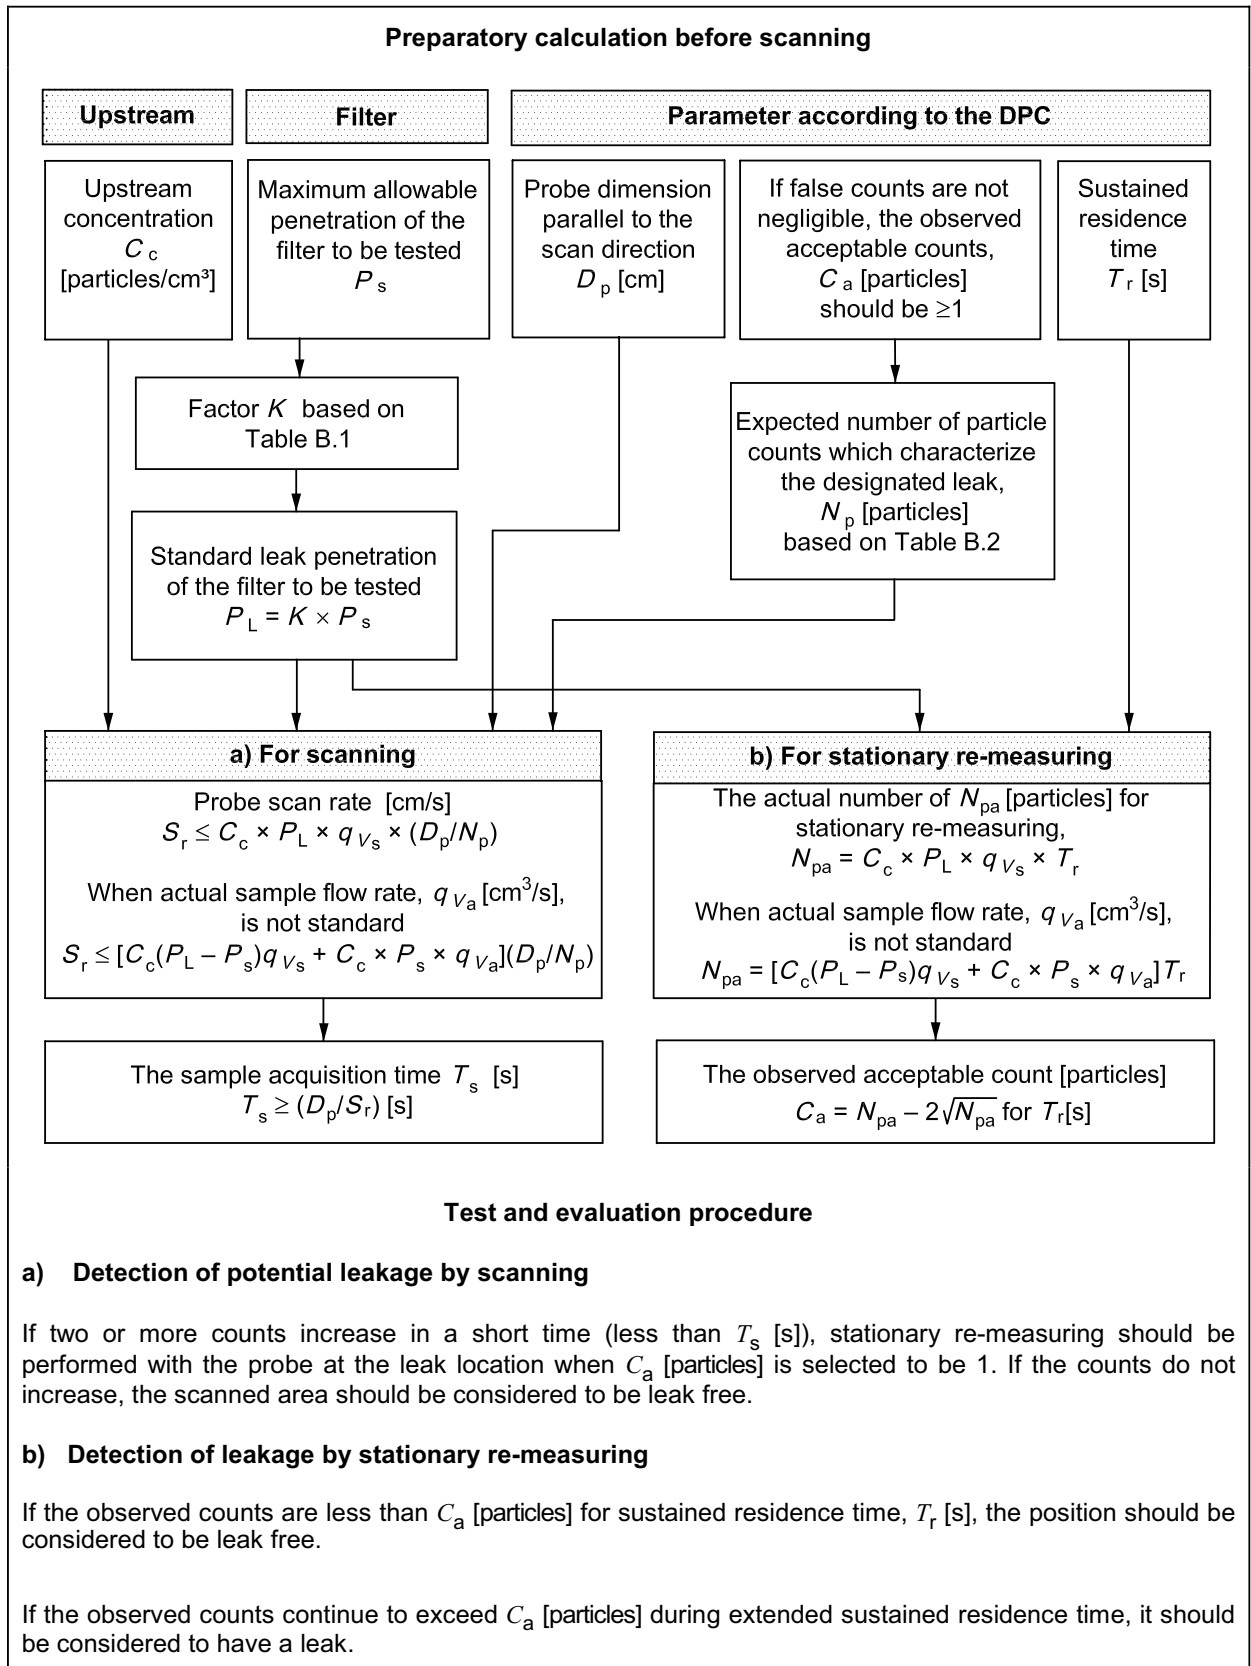 Preparatory calculation before scanning
Upstream
Filter
Parameter according to the DPC
Upstream
concentration
C c
[particles/cm³]
Maximum allowable
penetration of the
filter to be tested
P s
Probe dimension
parallel to the
scan direction
D p [cm]
If false counts are not
negligible, the observed
acceptable counts,
C a [particles]
should be ≥1
Sustained
residence
time
T r [s]
Factor K based on
Table B.1
Expected number of particle
counts which characterize
the designated leak,
N p [particles]
based on Table B.2
Standard leak penetration
of the filter to be tested
P L = K × P s
a) For scanning
Probe scan rate [cm/s]
S r ≤ C c × P L × q Vs × (D p/N p)
When actual sample flow rate, q Va [cm³/s],
is not standard
S r ≤ [C c(P L – P s)q Vs + C c × P s × q Va](D p/N p)
b) For stationary re-measuring
The actual number of N pa [particles] for
stationary re-measuring,
N pa = C c × P L × q Vs × T r
When actual sample flow rate, q Va [cm³/s],
is not standard
N pa = [C c(P L – P s)q Vs + C c × P s × q Va]T r
The sample acquisition time T s [s]
T s ≥ (D p/S r) [s]
The observed acceptable count [particles]
C a = N pa – 2√N pa for T r[s]
Test and evaluation procedure
a) Detection of potential leakage by scanning
If two or more counts increase in a short time (less than T s [s]), stationary re-measuring should be
performed with the probe at the leak location when C a [particles] is selected to be 1. If the counts do not
increase, the scanned area should be considered to be leak free.
b) Detection of leakage by stationary re-measuring
If the observed counts are less than C a [particles] for sustained residence time, T r [s], the position should be
considered to be leak free.
If the observed counts continue to exceed C a [particles] during extended sustained residence time, it should
be considered to have a leak.